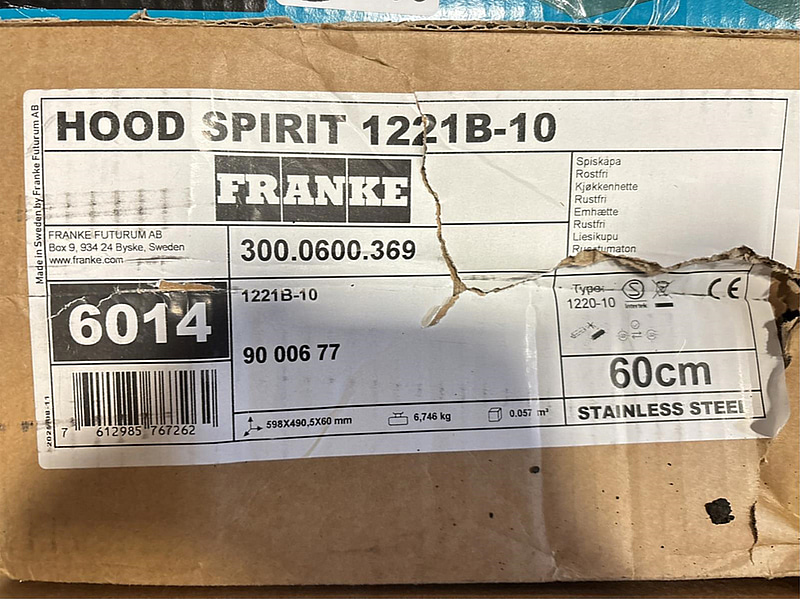 HOOD SPIRIT 1221B-10
FRANKE
Spiskåpa
Rostfri
Kjøkkenhette
Rustfri
Emhætte
Rustfri
Liesikupu
Ruostumaton
Made in Sweden by Franke Futurum AB
FRANKE FUTURUM AB
Box 9, 934 24 Byske, Sweden
www.franke.com
300.0600.369
6014
1221B-10
90 006 77
Type:
1220-10
S
Intertek
CE
60cm
STAINLESS STEEL
7 612985 767262
598X490,5X60 mm
6,746 kg
0.057 m³